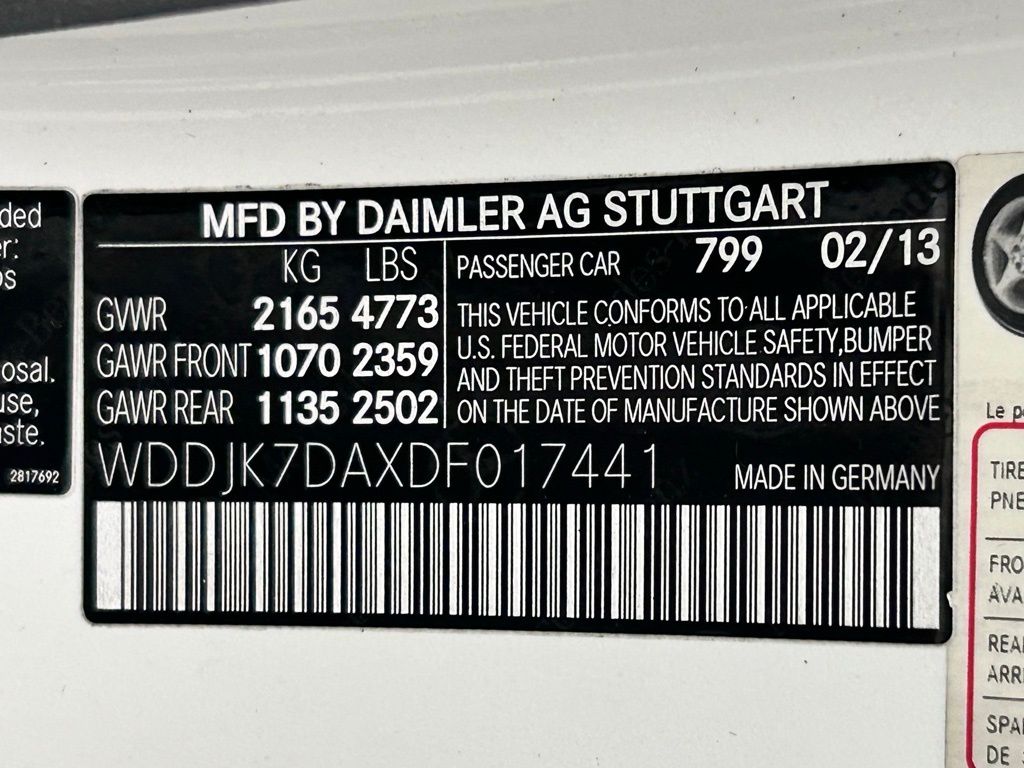 MFD BY DAIMLER AG STUTTGART
KG LBS
GVWR 2165 4773
GAWR FRONT 1070 2359
GAWR REAR 1135 2502
PASSENGER CAR 799 02/13
THIS VEHICLE CONFORMS TO ALL APPLICABLE
U.S. FEDERAL MOTOR VEHICLE SAFETY,BUMPER
AND THEFT PREVENTION STANDARDS IN EFFECT
ON THE DATE OF MANUFACTURE SHOWN ABOVE
WDDJK7DAXDF017441
MADE IN GERMANY
2817692
osal.
use,
Le p
TIRE
PNE
FRO
AVA
REA
ARR
SPA
DE